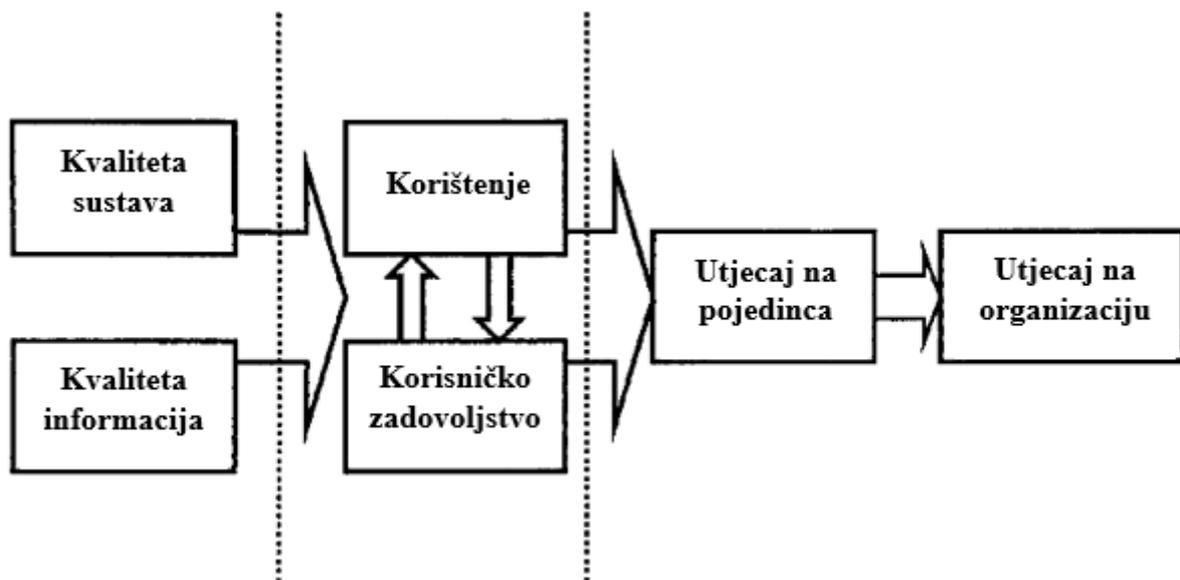 Kvaliteta
sustava
Kvaliteta
informacija
Korištenje
Korisničko
zadovoljstvo
Utjecaj na
pojedinca
Utjecaj na
organizaciju